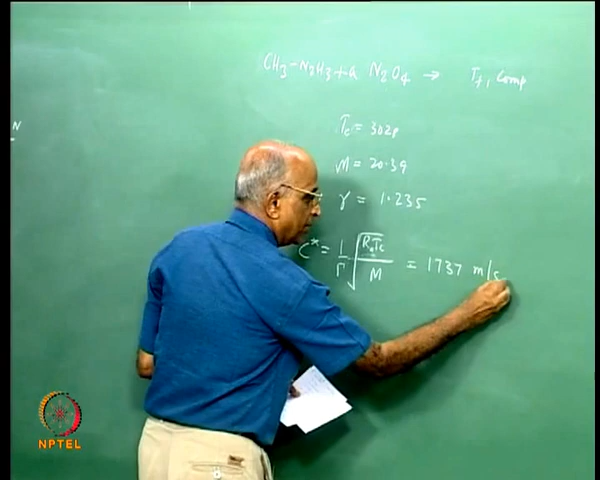 CH3-N2H3+a N2O4 → Tf, Comp
N
Tc = 3028
M = 20.39
γ = 1.235
C* = 1/Γ √(R0Tc/M) = 1737 m/s
NPTEL